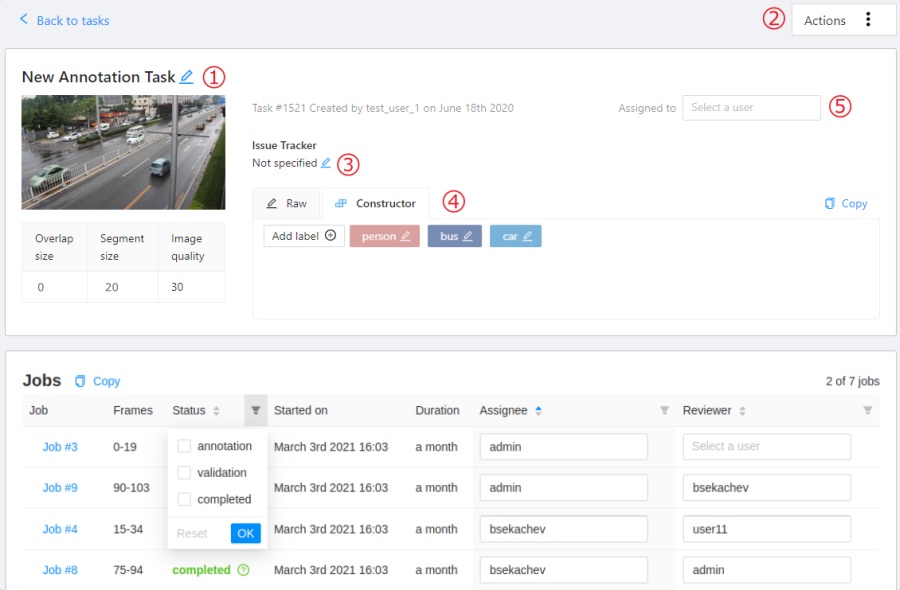 Back to tasks
② Actions
New Annotation Task ①
Task #1521 Created by test_user_1 on June 18th 2020
Assigned to Select a user ⑤
Issue Tracker
Not specified ③
Raw Constructor ④ Copy
Add label person bus car
Overlap size Segment size Image quality
0 20 30
Jobs Copy 2 of 7 jobs
Job Frames Status Started on Duration Assignee Reviewer
Job #3 0-19 March 3rd 2021 16:03 a month admin Select a user
annotation
validation
Job #9 90-103 March 3rd 2021 16:03 a month admin bsekachev
completed
Job #4 15-34 March 3rd 2021 16:03 a month bsekachev user11
Reset OK
Job #8 75-94 completed March 3rd 2021 16:03 a month bsekachev admin